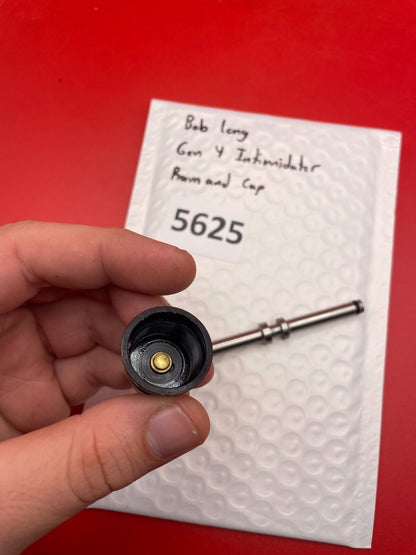 Bob Long
Gen 4 Intimidator
Ram and Cap
5625